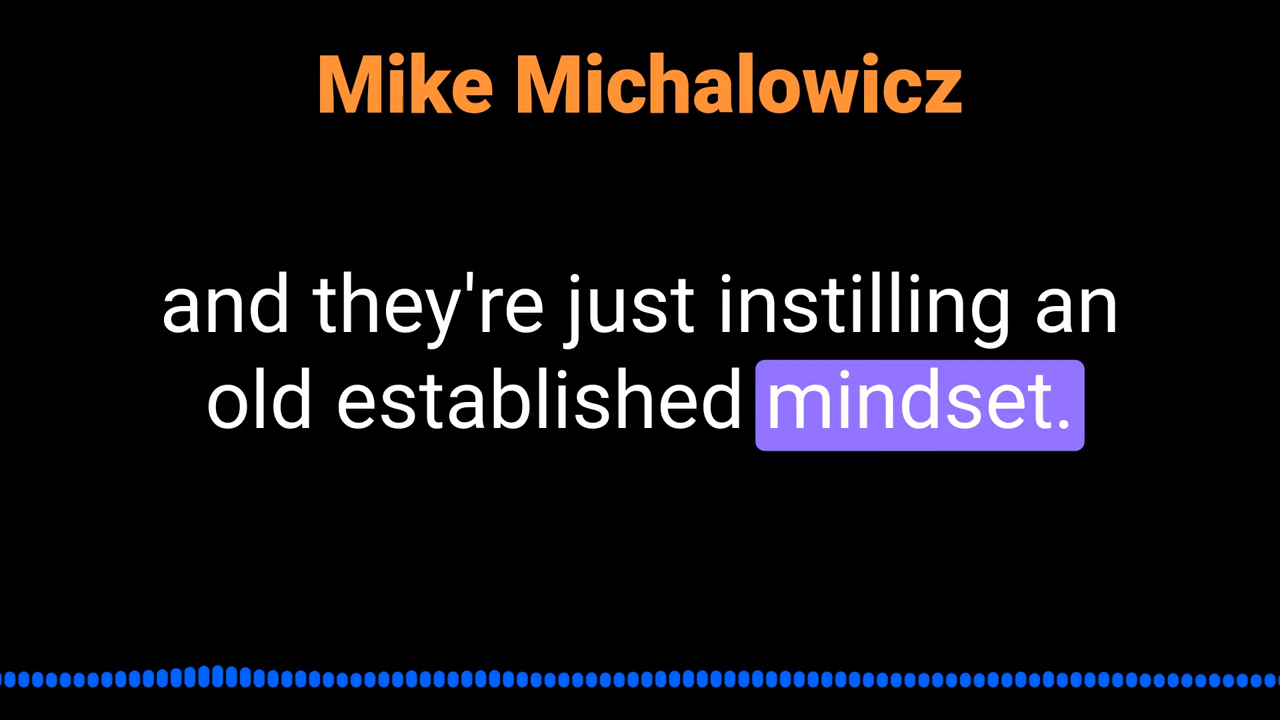 Mike Michalowicz
and they're just instilling an
old established mindset.